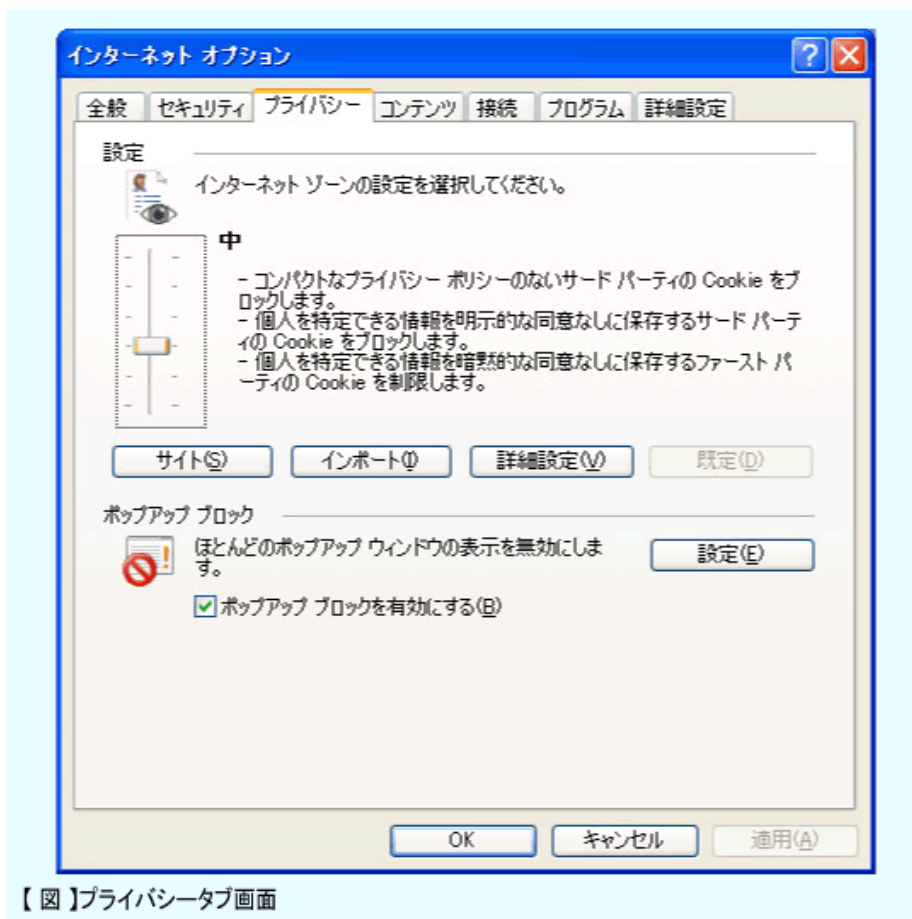 インターネット オプション
全般 セキュリティ プライバシー コンテンツ 接続 プログラム 詳細設定
設定
インターネット ゾーンの設定を選択してください。
中
- コンパクトなプライバシー ポリシーのないサード パーティの Cookie をブ
ロックします。
- 個人を特定できる情報を明示的な同意なしに保存するサード パーテ
ィの Cookie をブロックします。
- 個人を特定できる情報を暗黙的な同意なしに保存するファースト パ
ーティの Cookie を制限します。
サイト(S) インポート(I) 詳細設定(V) 既定(D)
ポップアップ ブロック
ほとんどのポップアップ ウィンドウの表示を無効にしま
す。
設定(E)
ポップアップ ブロックを有効にする(B)
OK キャンセル 適用(A)
【 図 】プライバシータブ画面